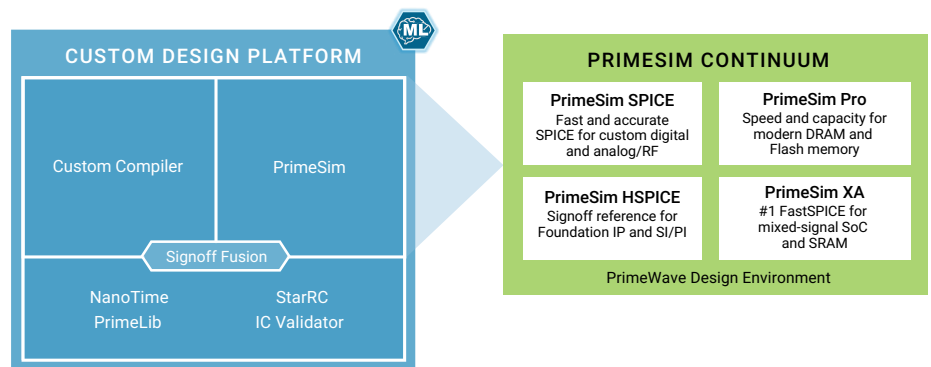 ML
CUSTOM DESIGN PLATFORM
Custom Compiler
PrimeSim
Signoff Fusion
NanoTime
PrimeLib
StarRC
IC Validator
PRIMESIM CONTINUUM
PrimeSim SPICE
Fast and accurate
SPICE for custom digital
and analog/RF
PrimeSim Pro
Speed and capacity for
modern DRAM and
Flash memory
PrimeSim HSPICE
Signoff reference for
Foundation IP and SI/PI
PrimeSim XA
#1 FastSPICE for
mixed-signal SoC
and SRAM
PrimeWave Design Environment